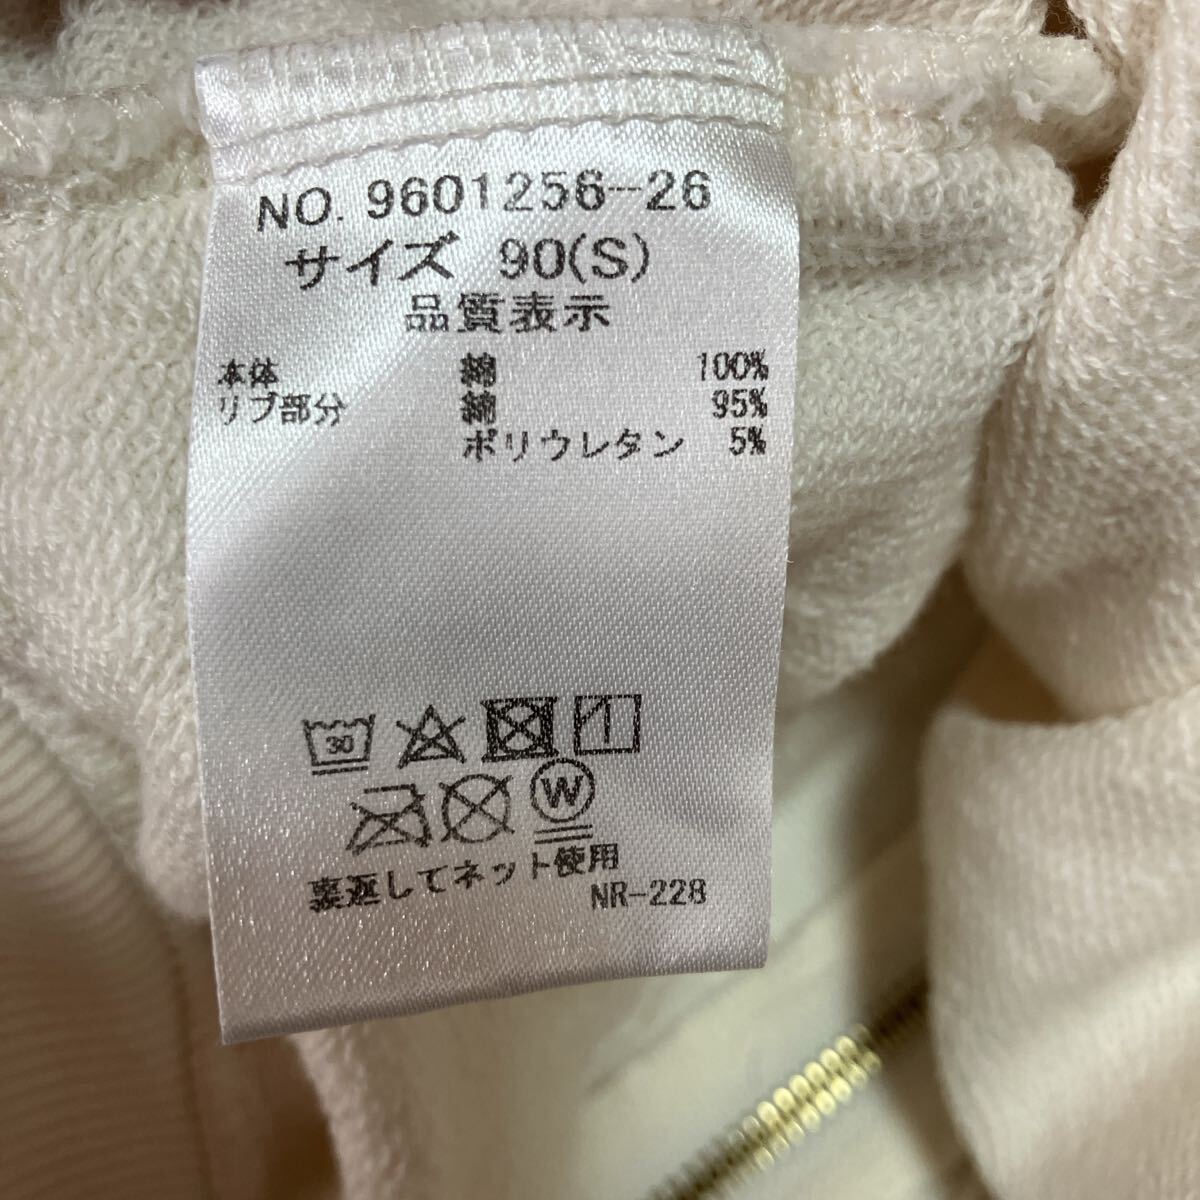 NO. 9601256-26
サイズ 90(S)
品質表示
本体 綿 100%
リブ部分 綿 95%
ポリウレタン 5%
30
W
裏返してネット使用
NR-228